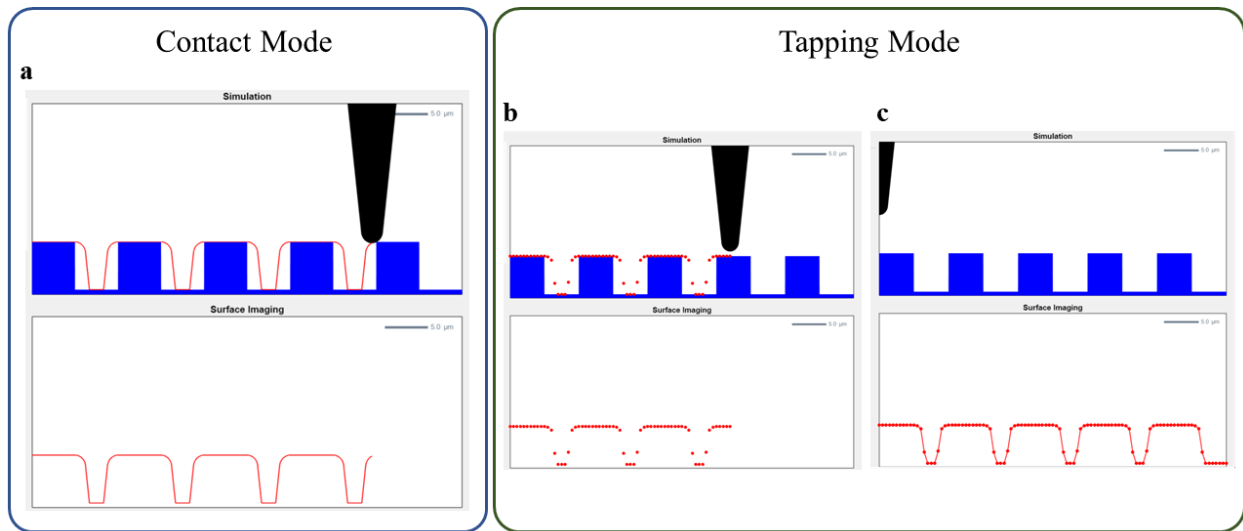 Contact Mode
a
Simulation
5.0 μm
Surface Imaging
5.0 μm
Tapping Mode
b
Simulation
5.0 μm
Surface Imaging
5.0 μm
c
Simulation
5.0 μm
Surface Imaging
5.0 μm